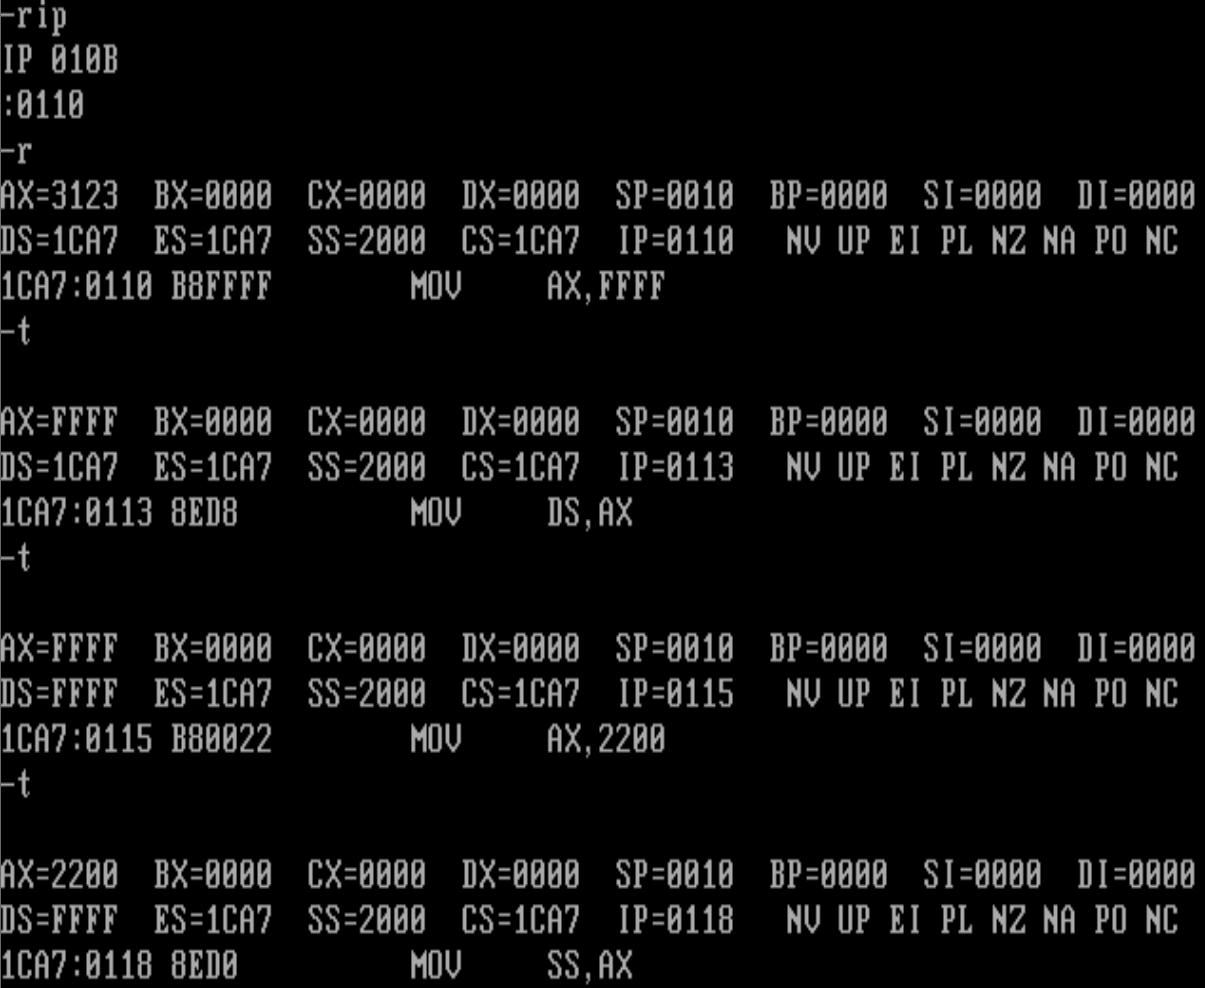 -rip
IP 010B
:0110
-r
AX=3123  BX=0000  CX=0000  DX=0000  SP=0010  BP=0000  SI=0000  DI=0000
DS=1CA7  ES=1CA7  SS=2000  CS=1CA7  IP=0110   NV UP EI PL NZ NA PO NC
1CA7:0110 B8FFFF        MOV     AX,FFFF
-t
AX=FFFF  BX=0000  CX=0000  DX=0000  SP=0010  BP=0000  SI=0000  DI=0000
DS=1CA7  ES=1CA7  SS=2000  CS=1CA7  IP=0113   NV UP EI PL NZ NA PO NC
1CA7:0113 8ED8          MOV     DS,AX
-t
AX=FFFF  BX=0000  CX=0000  DX=0000  SP=0010  BP=0000  SI=0000  DI=0000
DS=FFFF  ES=1CA7  SS=2000  CS=1CA7  IP=0115   NV UP EI PL NZ NA PO NC
1CA7:0115 B80022        MOV     AX,2200
-t
AX=2200  BX=0000  CX=0000  DX=0000  SP=0010  BP=0000  SI=0000  DI=0000
DS=FFFF  ES=1CA7  SS=2000  CS=1CA7  IP=0118   NV UP EI PL NZ NA PO NC
1CA7:0118 8ED0          MOV     SS,AX